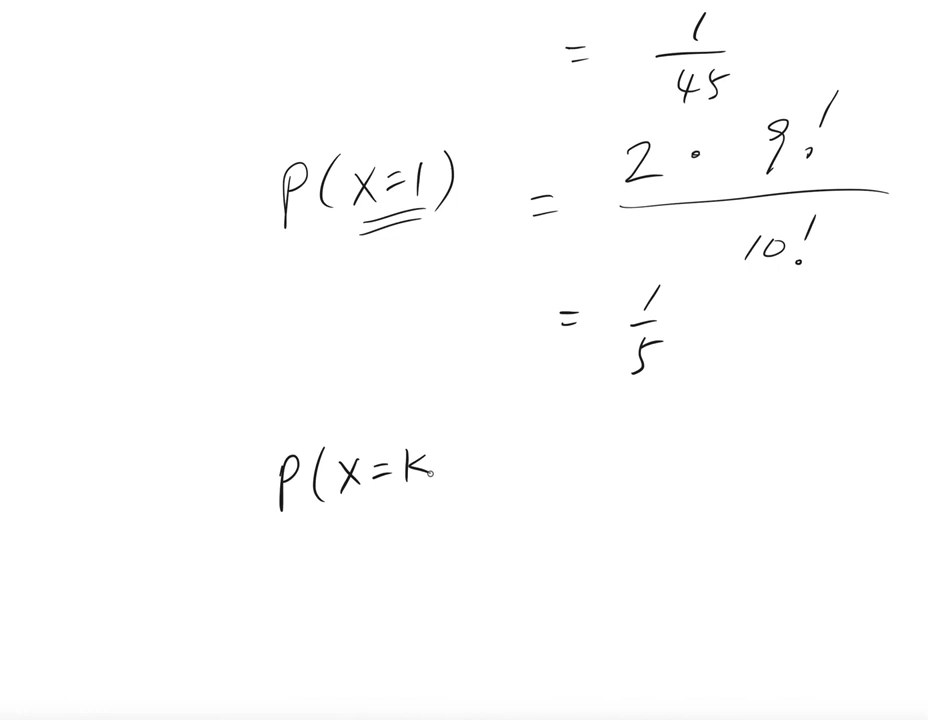 = 1/45
P(X=1) = 2 · 9! / 10!
= 1/5
P(X=K